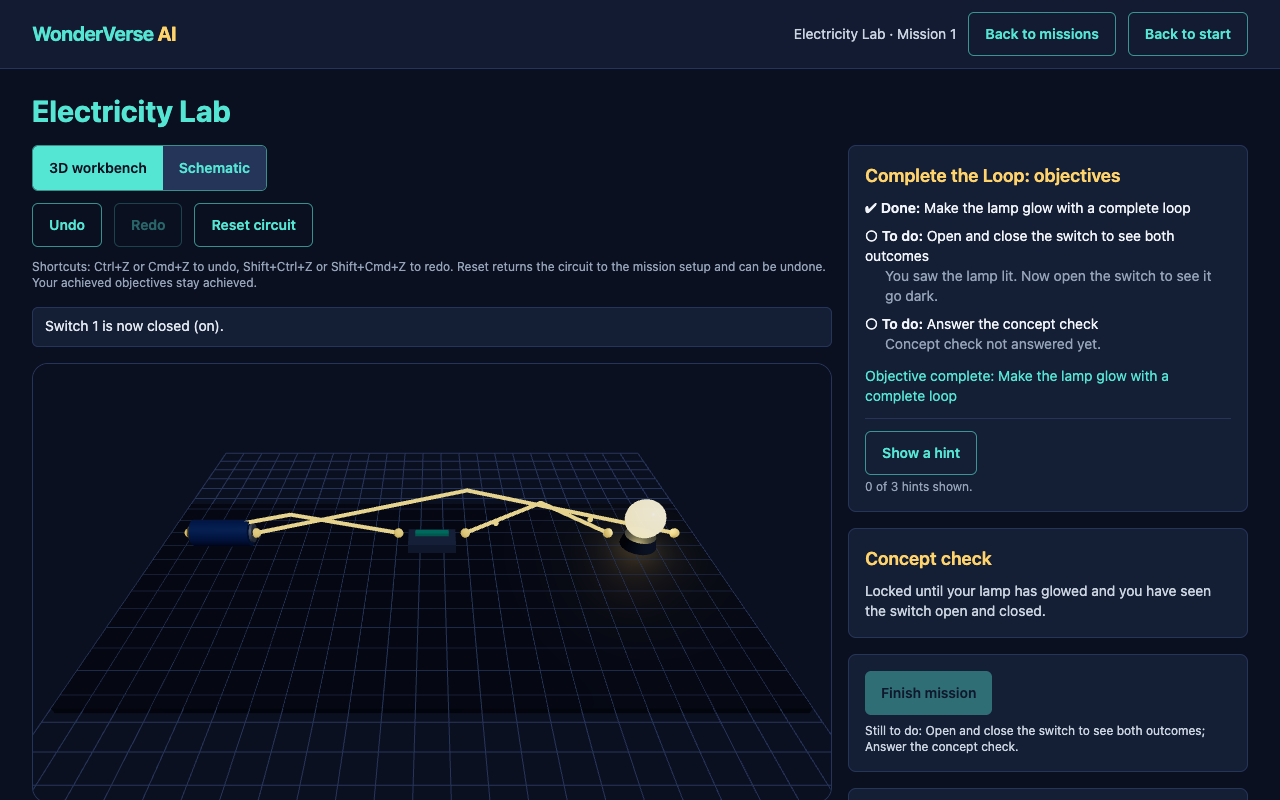 WonderVerse AI
Electricity Lab · Mission 1
Back to missions
Back to start
Electricity Lab
3D workbench
Schematic
Undo
Redo
Reset circuit
Shortcuts: Ctrl+Z or Cmd+Z to undo, Shift+Ctrl+Z or Shift+Cmd+Z to redo. Reset returns the circuit to the mission setup and can be undone.
Your achieved objectives stay achieved.
Switch 1 is now closed (on).
Complete the Loop: objectives
✔ Done: Make the lamp glow with a complete loop
○ To do: Open and close the switch to see both
outcomes
You saw the lamp lit. Now open the switch to see it
go dark.
○ To do: Answer the concept check
Concept check not answered yet.
Objective complete: Make the lamp glow with a
complete loop
Show a hint
0 of 3 hints shown.
Concept check
Locked until your lamp has glowed and you have seen
the switch open and closed.
Finish mission
Still to do: Open and close the switch to see both outcomes;
Answer the concept check.